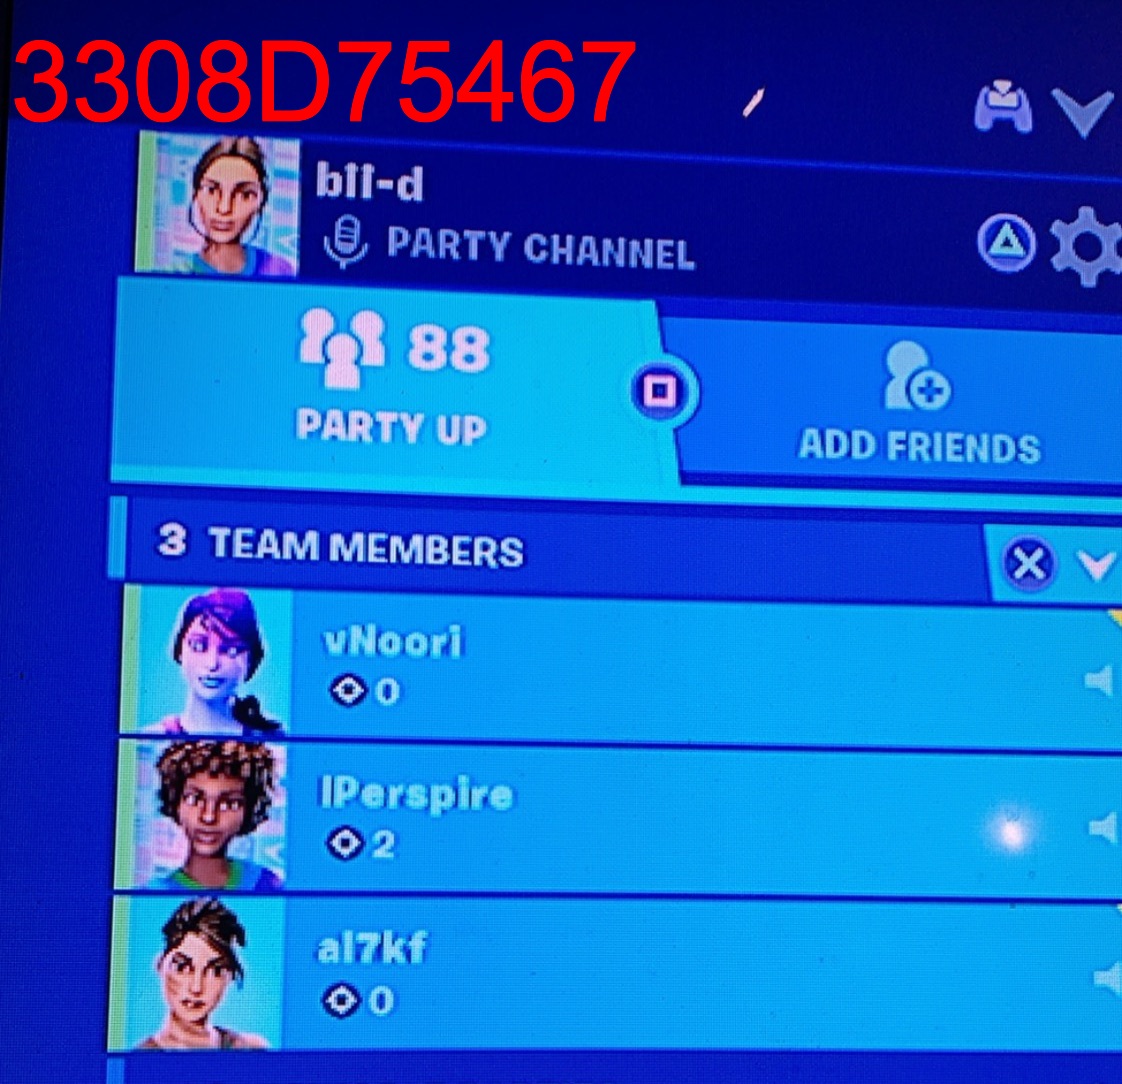 3308D75467
bii-d
PARTY CHANNEL
88
PARTY UP
ADD FRIENDS
3 TEAM MEMBERS
vNoori
0
IPerspire
2
al7kf
0